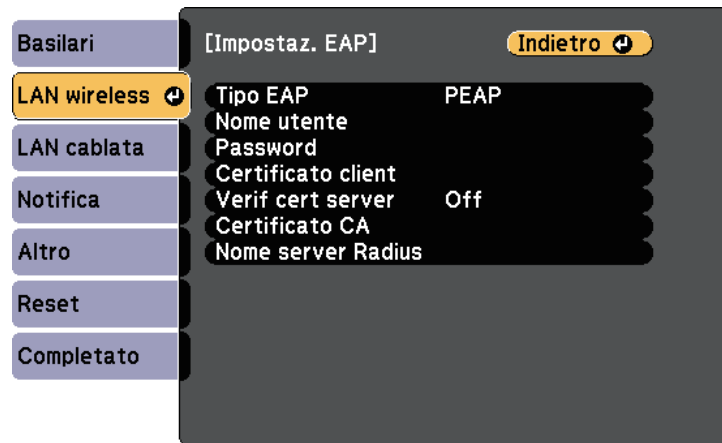 Basilari
LAN wireless
LAN cablata
Notifica
Altro
Reset
Completato
[Impostaz. EAP]
Indietro
Tipo EAP PEAP
Nome utente
Password
Certificato client
Verif cert server Off
Certificato CA
Nome server Radius